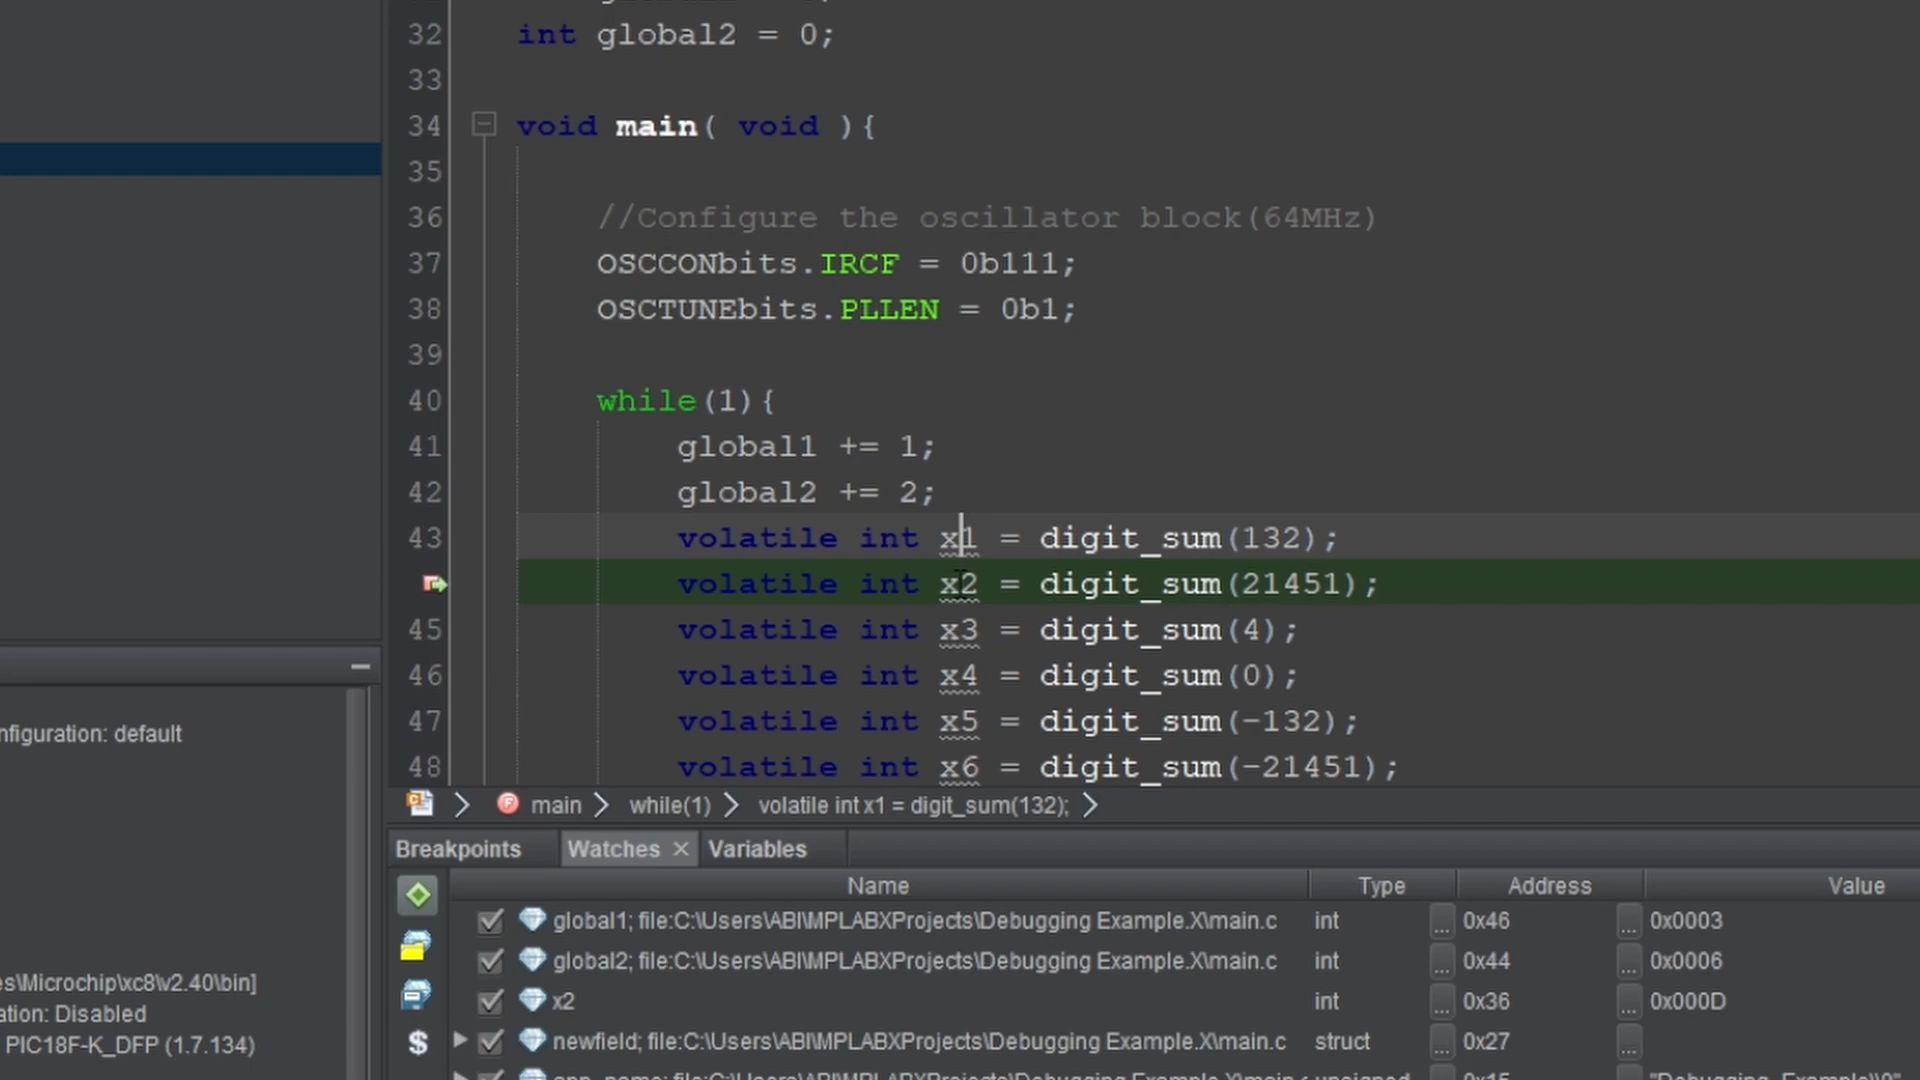 32 int global2 = 0;
33
34 void main( void ){
35
36 //Configure the oscillator block(64MHz)
37 OSCCONbits.IRCF = 0b111;
38 OSCTUNEbits.PLLEN = 0b1;
39
40 while(1){
41 global1 += 1;
42 global2 += 2;
43 volatile int x1 = digit_sum(132);
volatile int x2 = digit_sum(21451);
45 volatile int x3 = digit_sum(4);
46 volatile int x4 = digit_sum(0);
47 volatile int x5 = digit_sum(-132);
48 volatile int x6 = digit_sum(-21451);
main while(1) volatile int x1 = digit_sum(132);
nfiguration: default
es\Microchip\xc8\v2.40\bin]
ation: Disabled
PIC18F-K_DFP (1.7.134)
Breakpoints Watches × Variables
Name Type Address Value
global1; file:C:\Users\ABI\MPLABXProjects\Debugging Example.X\main.c int ... 0x46 ... 0x0003
global2; file:C:\Users\ABI\MPLABXProjects\Debugging Example.X\main.c int ... 0x44 ... 0x0006
x2 int ... 0x36 ... 0x000D
$ newfield; file:C:\Users\ABI\MPLABXProjects\Debugging Example.X\main.c struct ... 0x27 ...